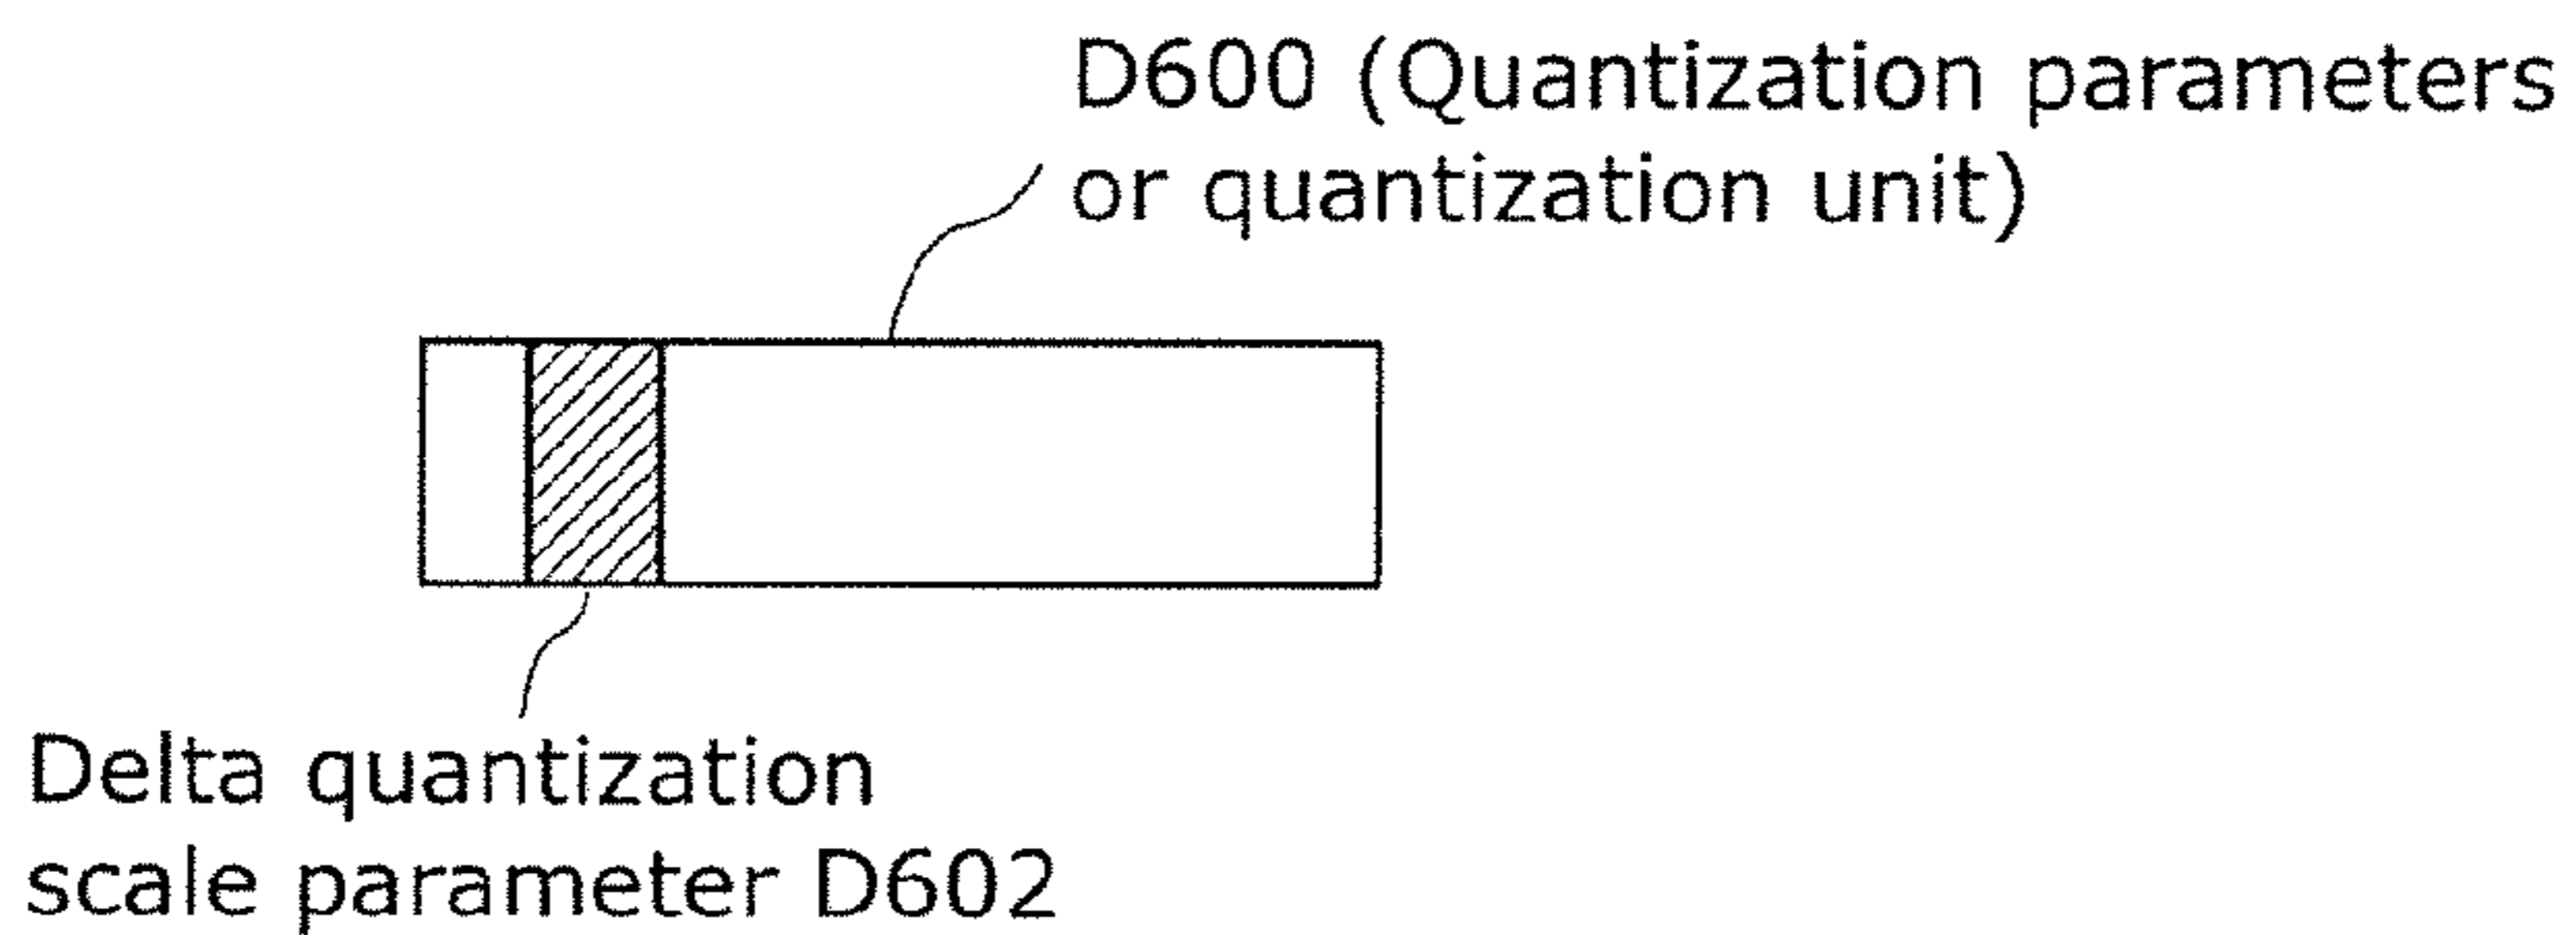 D600 (Quantization parameters
or quantization unit)
Delta quantization
scale parameter D602